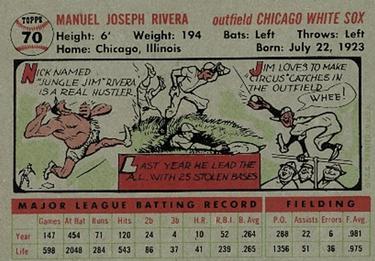 TOPPS
70
MANUEL JOSEPH RIVERA
outfield CHICAGO WHITE SOX
Height: 6' Weight: 194 Bats: Left Throws: Left
Home: Chicago, Illinois Born: July 22, 1923
NICK NAMED
"JUNGLE JIM" RIVERA
IS A REAL HUSTLER.
LAST YEAR HE LEAD THE
A.L. WITH 25 STOLEN BASES
JIM LOVES TO MAKE
"CIRCUS" CATCHES IN
THE OUTFIELD
WHEE!
MAJOR LEAGUE BATTING RECORD FIELDING
Games At Bat Runs Hits 2b 3b H.R. R.B.I. B. Avg P.O. Assists Errors F. Avg.
Year 147 454 71 120 24 4 10 52 .264 288 22 6 .981
Life 598 2048 284 543 86 37 41 239 .265 1356 51 36 .975